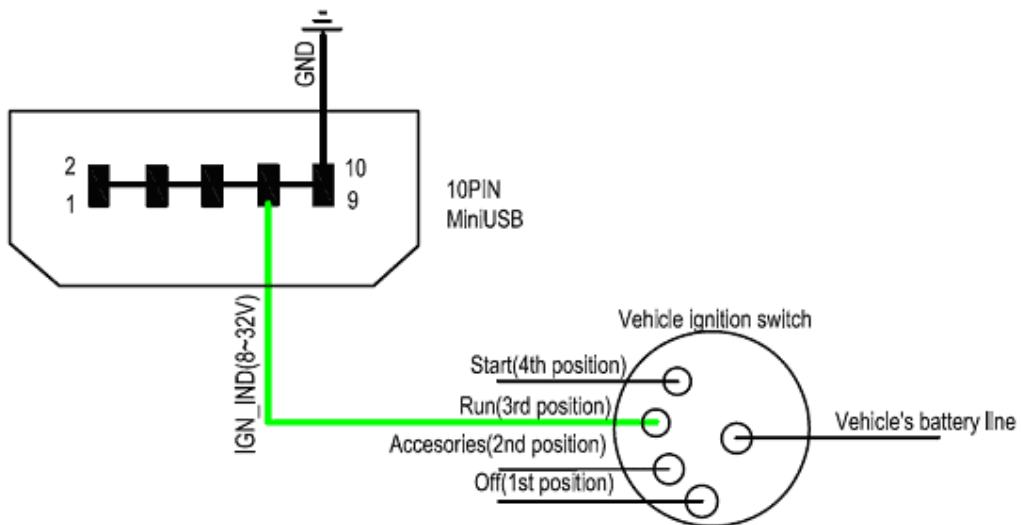 GND
2
10
1
9
10PIN
MiniUSB
IGN_IND(8~32V)
Vehicle ignition switch
Start(4th position)
Run(3rd position)
Vehicle's battery line
Accesories(2nd position)
Off(1st position)